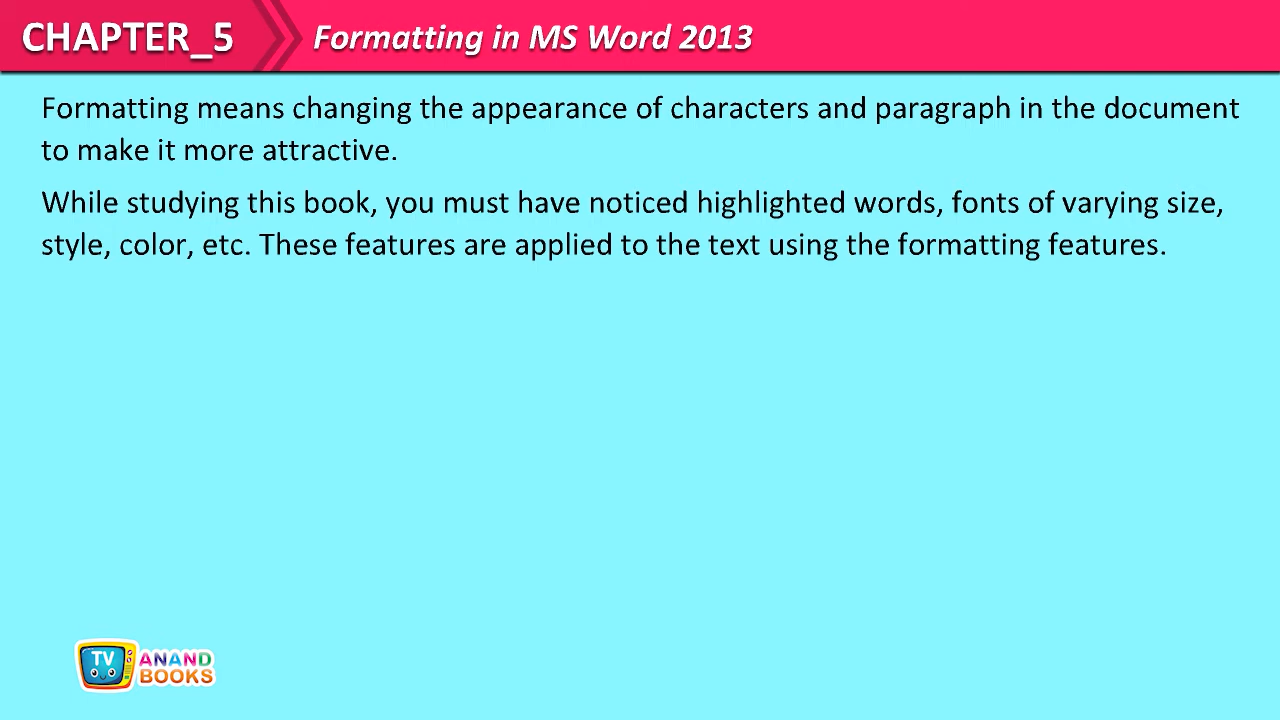 CHAPTER_5
Formatting in MS Word 2013
Formatting means changing the appearance of characters and paragraph in the document
to make it more attractive.
While studying this book, you must have noticed highlighted words, fonts of varying size,
style, color, etc. These features are applied to the text using the formatting features.
TV
ANAND
BOOKS